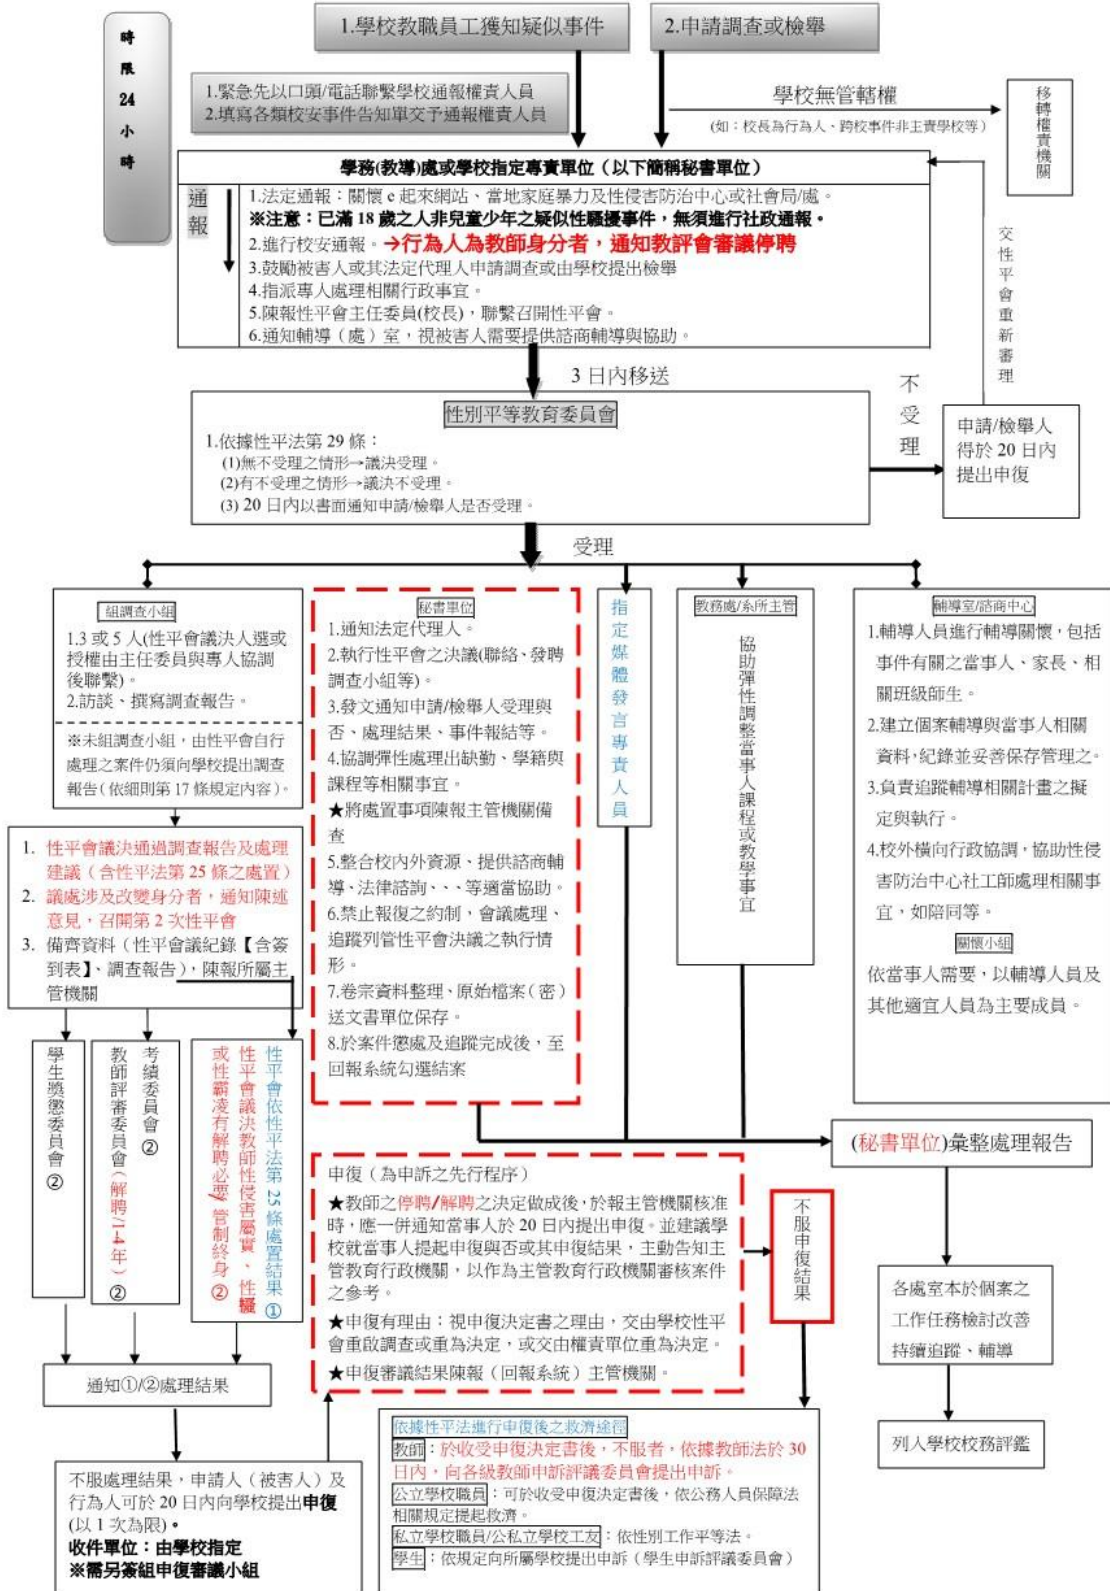 時
限
24
小
時
1.學校教職員工獲知疑似事件
2.申請調查或檢舉
1.緊急先以口頭/電話聯繫學校通報權責人員
2.填寫各類校安事件告知單交予通報權責人員
學校無管轄權
(如：校長為行為人、跨校事件非主責學校等)
移轉權責機關
學務(教導)處或學校指定專責單位（以下簡稱秘書單位）
通報
1.法定通報：關懷 e 起來網站、當地家庭暴力及性侵害防治中心或社會局/處。
※注意：已滿 18 歲之人非兒童少年之疑似性騷擾事件，無須進行社政通報。
2.進行校安通報。→行為人為教師身分者，通知教評會審議停聘
3.鼓勵被害人或其法定代理人申請調查或由學校提出檢舉
4.指派專人處理相關行政事宜。
5.陳報性平會主任委員(校長)，聯繫召開性平會。
6.通知輔導（處）室，視被害人需要提供諮商輔導與協助。
交性平會重新審理
3 日內移送
性別平等教育委員會
1.依據性平法第 29 條：
(1)無不受理之情形→議決受理。
(2)有不受理之情形→議決不受理。
(3) 20 日內以書面通知申請/檢舉人是否受理。
不受理
申請/檢舉人
得於 20 日內
提出申復
受理
組調查小組
1.3 或 5 人(性平會議決人選或
授權由主任委員與專人協調
後聯繫)。
2.訪談、撰寫調查報告。
※未組調查小組，由性平會自行
處理之案件仍須向學校提出調查
報告(依細則第 17 條規定內容)。
秘書單位
1.通知法定代理人。
2.執行性平會之決議(聯絡、發聘
調查小組等)。
3.發文通知申請/檢舉人受理與
否、處理結果、事件報結等。
4.協調彈性處理出缺勤、學籍與
課程等相關事宜。
★將處置事項陳報主管機關備
查
5.整合校內外資源、提供諮商輔
導、法律諮詢、、、等適當協助。
6.禁止報復之約制，會議處理、
追蹤列管性平會決議之執行情
形。
7.卷宗資料整理、原始檔案（密）
送文書單位保存。
8.於案件懲處及追蹤完成後，至
回報系統勾選結案
指定媒體發言專責人員
教務處/系所主管
協助彈性調整當事人課程或教學事宜
輔導室/諮商中心
1.輔導人員進行輔導關懷，包括
事件有關之當事人、家長、相
關班級師生。
2.建立個案輔導與當事人相關
資料，紀錄並妥善保存管理之。
3.負責追蹤輔導相關計畫之擬
定與執行。
4.校外橫向行政協調，協助性侵
害防治中心社工師處理相關事
宜，如陪同等。
關懷小組
依當事人需要，以輔導人員及
其他適宜人員為主要成員。
1. 性平會議決通過調查報告及處理
建議（含性平法第 25 條之處置）
2. 議處涉及改變身分者，通知陳述
意見，召開第 2 次性平會
3. 備齊資料（性平會議紀錄【含簽
到表】、調查報告），陳報所屬主
管機關
學生獎懲委員會 ②
考績委員會 ②
教師評審委員會（解聘/1-4 年）②
性平會依性平法第 25 條處置結果 ①
性平會議決教師性侵害屬實、性騷
或性霸凌有解聘必要/管制終身 ②
(秘書單位)彙整處理報告
申復（為申訴之先行程序）
★教師之停聘/解聘之決定做成後，於報主管機關核准
時，應一併通知當事人於 20 日內提出申復。並建議學
校就當事人提起申復與否或其申復結果，主動告知主
管教育行政機關，以作為主管教育行政機關審核案件
之參考。
★申復有理由：視申復決定書之理由，交由學校性平
會重啟調查或重為決定，或交由權責單位重為決定。
★申復審議結果陳報（回報系統）主管機關。
不服申復結果
各處室本於個案之
工作任務檢討改善
持續追蹤、輔導
通知①/②處理結果
列入學校校務評鑑
不服處理結果，申請人（被害人）及
行為人可於 20 日內向學校提出申復
(以 1 次為限)。
收件單位：由學校指定
※需另簽組申復審議小組
依據性平法進行申復後之救濟途徑
教師：於收受申復決定書後，不服者，依據教師法於 30
日內，向各級教師申訴評議委員會提出申訴。
公立學校職員：可於收受申復決定書後，依公務人員保障法
相關規定提起救濟。
私立學校職員/公私立學校工友：依性別工作平等法。
學生：依規定向所屬學校提出申訴（學生申訴評議委員會）